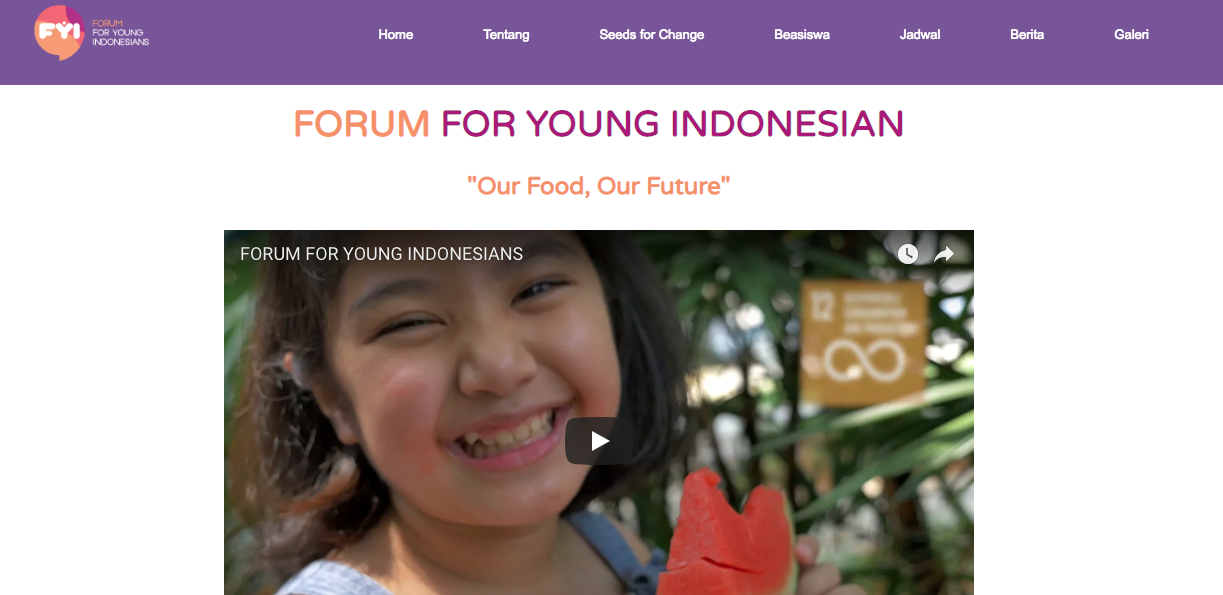 FYI
FORUM
FOR YOUNG
INDONESIANS
Home Tentang Seeds for Change Beasiswa Jadwal Berita Galeri
FORUM FOR YOUNG INDONESIAN
"Our Food, Our Future"
FORUM FOR YOUNG INDONESIANS
12